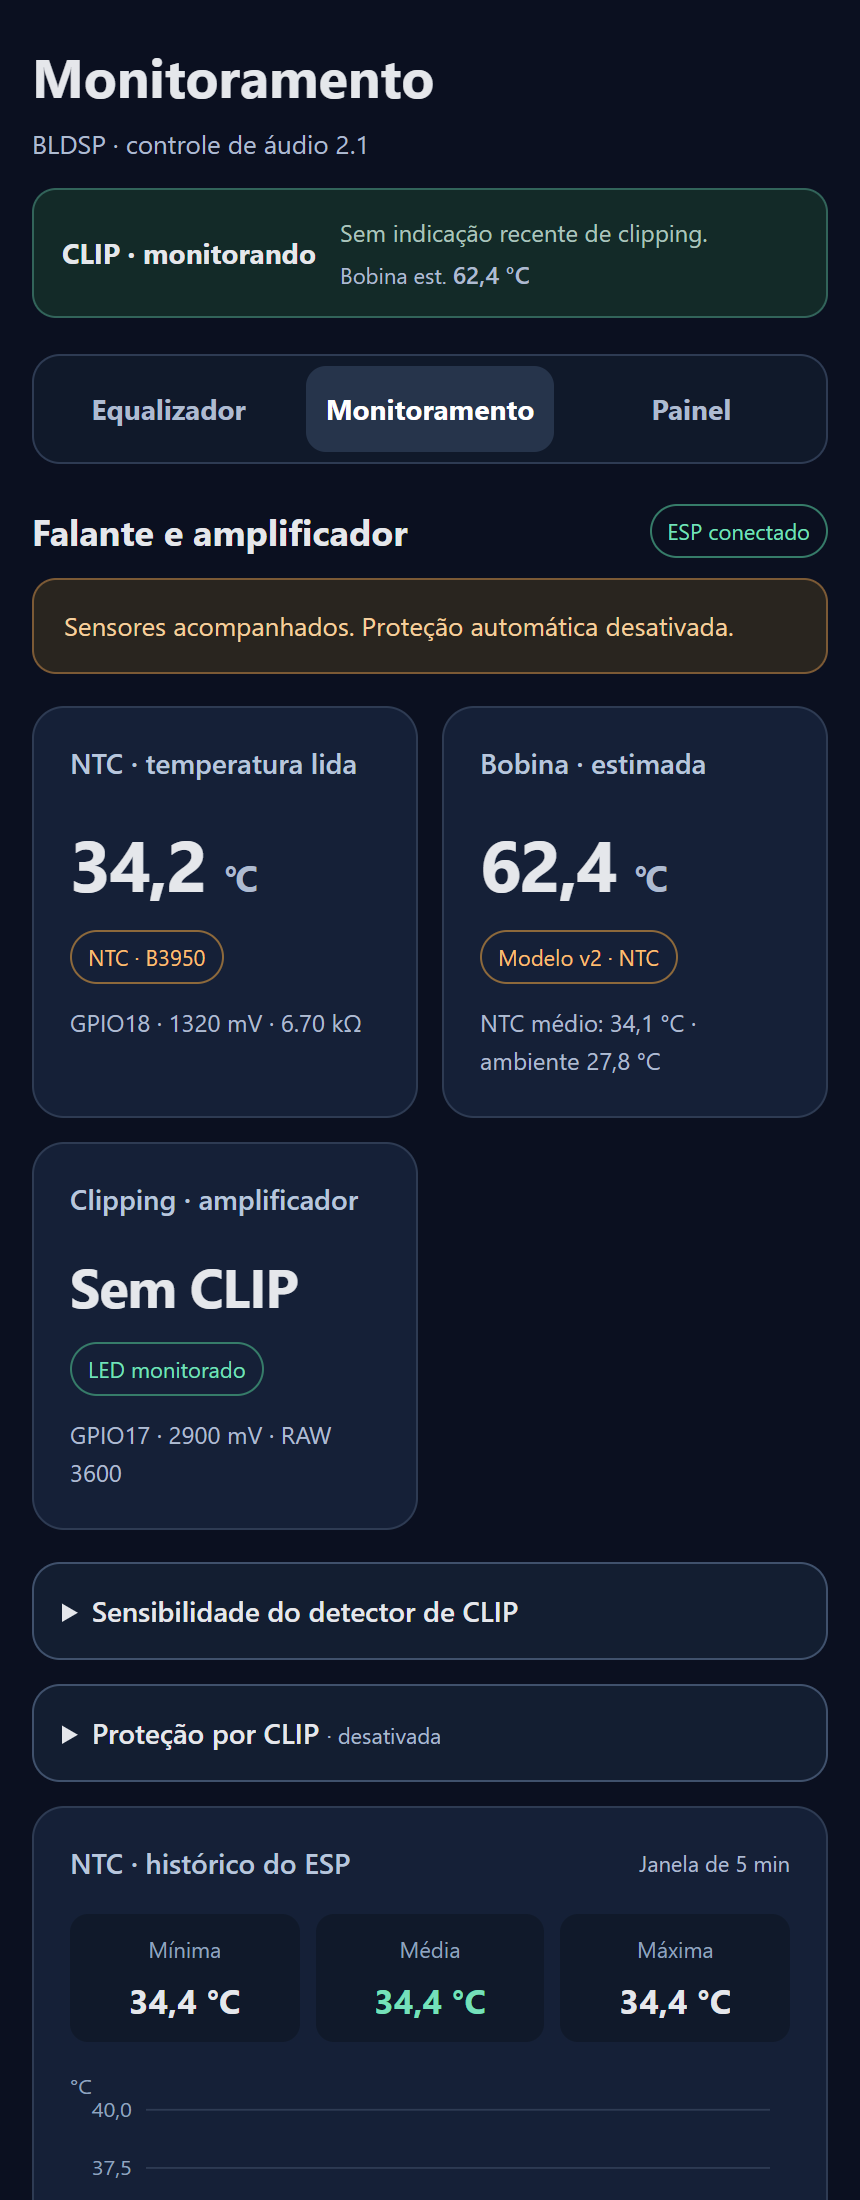 Monitoramento
BLDSP · controle de áudio 2.1
CLIP · monitorando
Sem indicação recente de clipping.
Bobina est. 62,4 °C
Equalizador
Monitoramento
Painel
Falante e amplificador
ESP conectado
Sensores acompanhados. Proteção automática desativada.
NTC · temperatura lida
34,2 °C
NTC · B3950
GPIO18 · 1320 mV · 6.70 kΩ
Bobina · estimada
62,4 °C
Modelo v2 · NTC
NTC médio: 34,1 °C ·
ambiente 27,8 °C
Clipping · amplificador
Sem CLIP
LED monitorado
GPIO17 · 2900 mV · RAW
3600
▶ Sensibilidade do detector de CLIP
▶ Proteção por CLIP · desativada
NTC · histórico do ESP
Janela de 5 min
Mínima
34,4 °C
Média
34,4 °C
Máxima
34,4 °C
°C
40,0
37,5